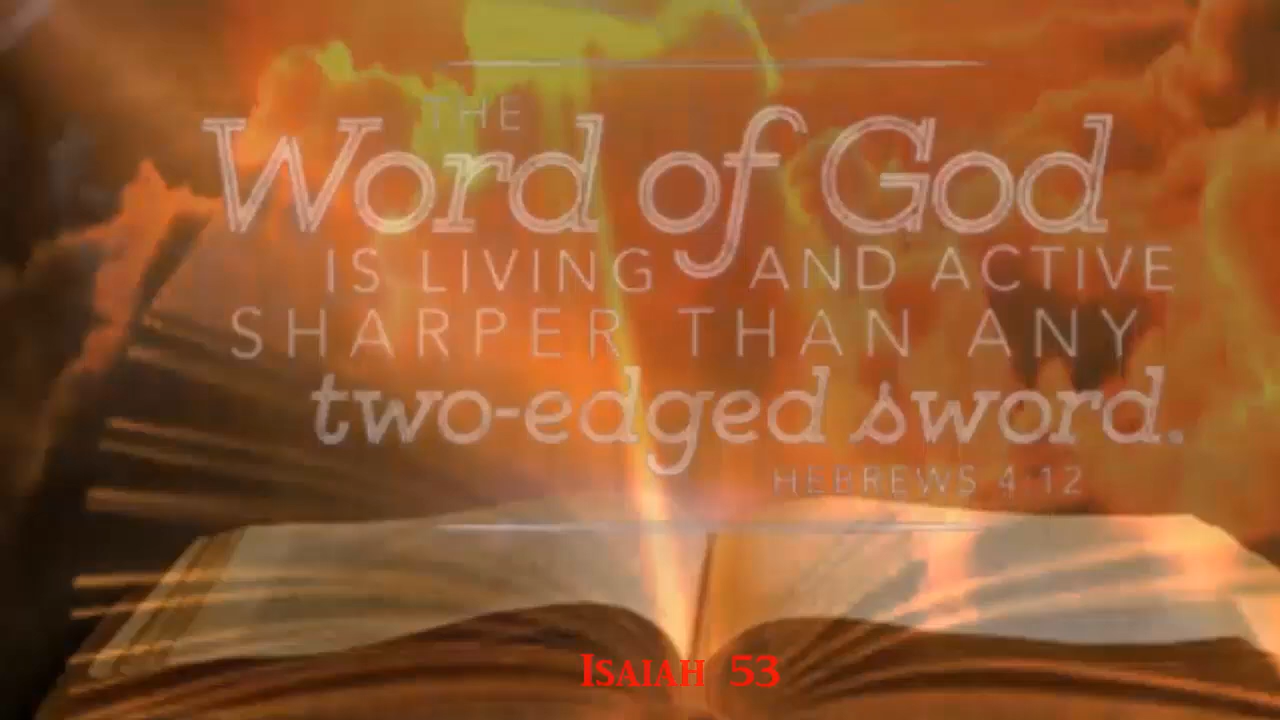 THE
Word of God
IS LIVING AND ACTIVE
SHARPER THAN ANY
two-edged sword.
HEBREWS 4:12
ISAIAH 53